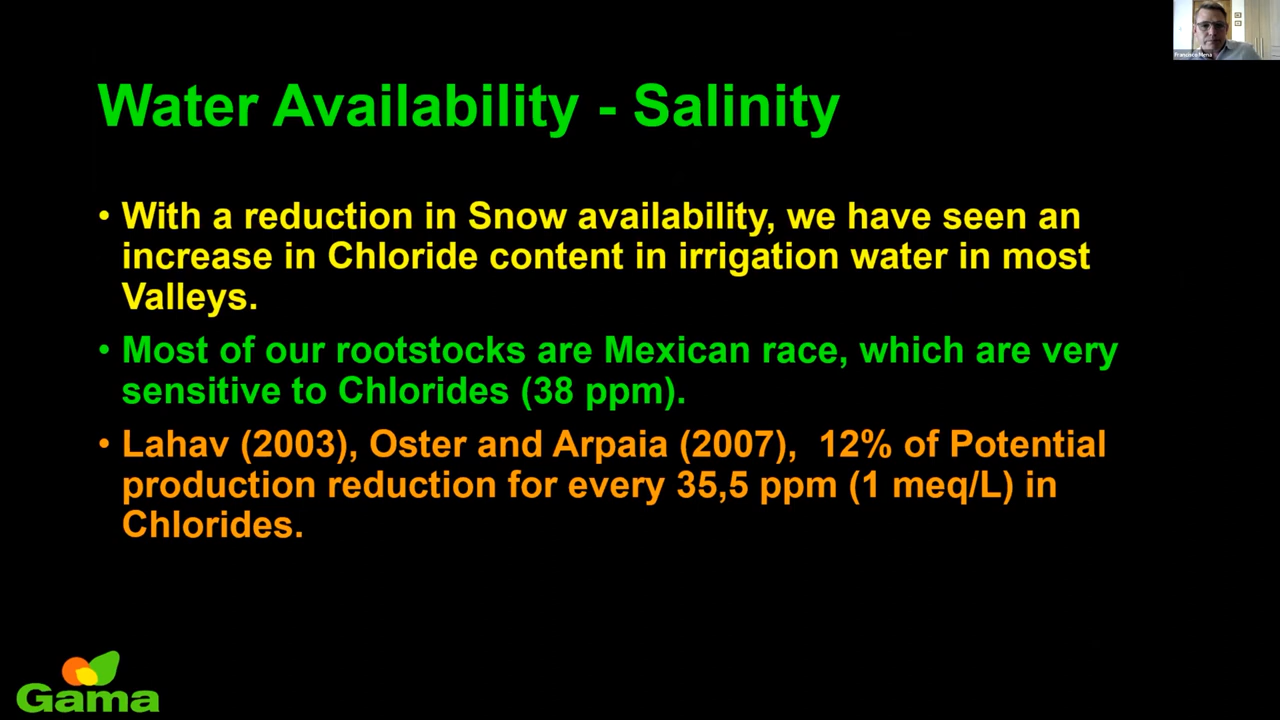 Francisco Mena
Water Availability - Salinity
• With a reduction in Snow availability, we have seen an
increase in Chloride content in irrigation water in most
Valleys.
• Most of our rootstocks are Mexican race, which are very
sensitive to Chlorides (38 ppm).
• Lahav (2003), Oster and Arpaia (2007),  12% of Potential
production reduction for every 35,5 ppm (1 meq/L) in
Chlorides.
Gama